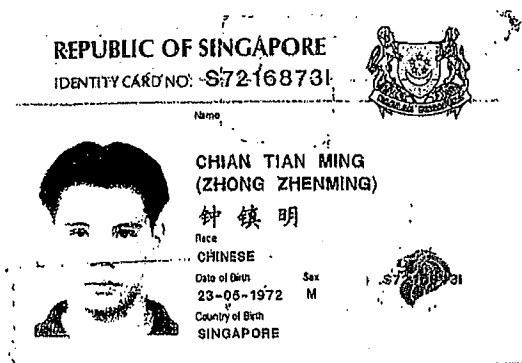 REPUBLIC OF SINGAPORE
IDENTITY CARD NO. S7216873I
Name
CHIAN TIAN MING
(ZHONG ZHENMING)
钟镇明
Race
CHINESE
Date of Birth Sex
23-06-1972 M
Country of Birth
SINGAPORE